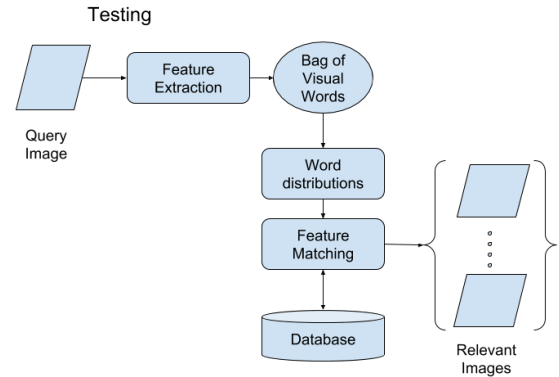 Testing
Query
Image
Feature
Extraction
Bag of
Visual
Words
Word
distributions
Feature
Matching
Database
Relevant
Images